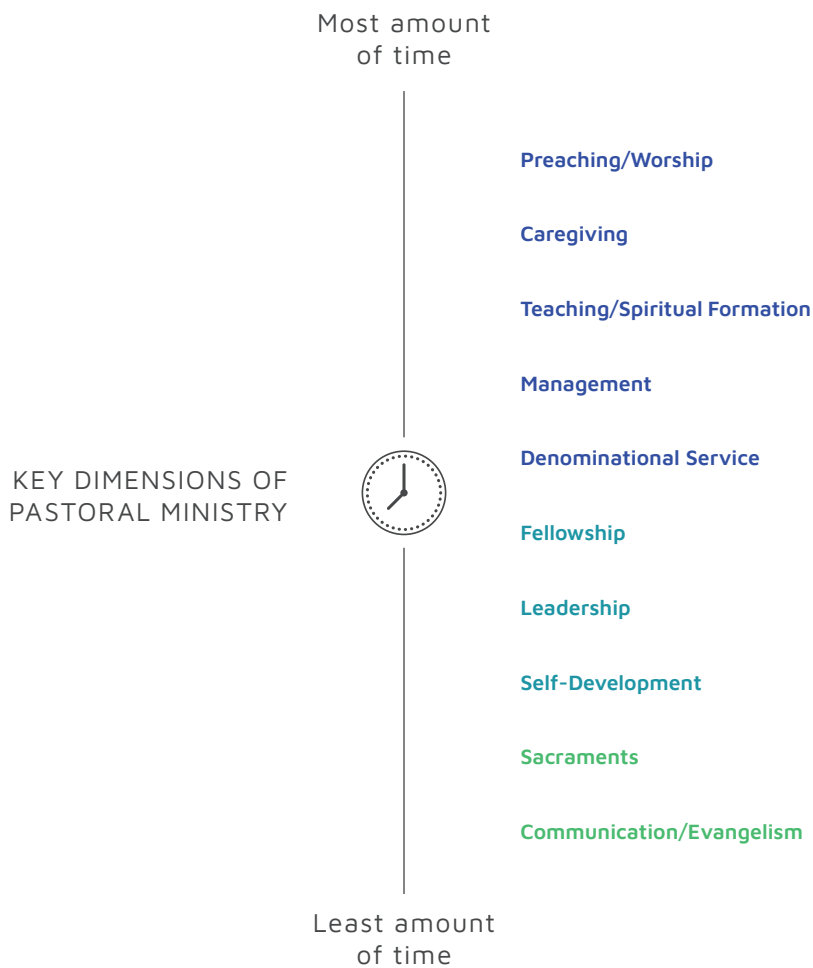 Most amount
of time
Preaching/Worship
Caregiving
Teaching/Spiritual Formation
Management
Denominational Service
KEY DIMENSIONS OF
PASTORAL MINISTRY
Fellowship
Leadership
Self-Development
Sacraments
Communication/Evangelism
Least amount
of time